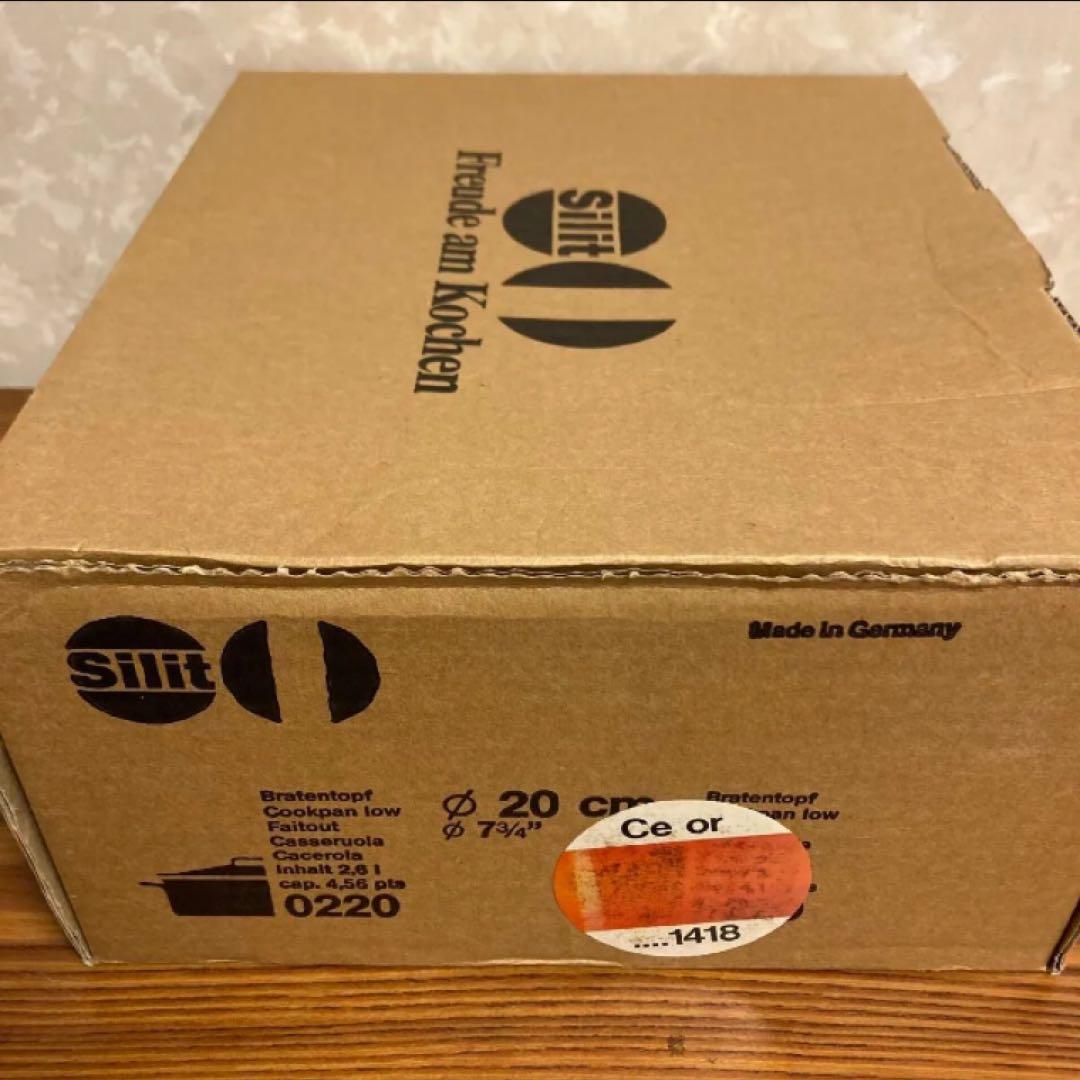 Silit
Freude am Kochen
Silit
Made in Germany
Bratentopf
Cookpan low
Faitout
Casseruola
Cacerola
Inhalt 2,6 l
cap. 4,56 pts
0220
Ø 20 cm
Ø 7¾”
Bratentopf
low
Ce or
....1418